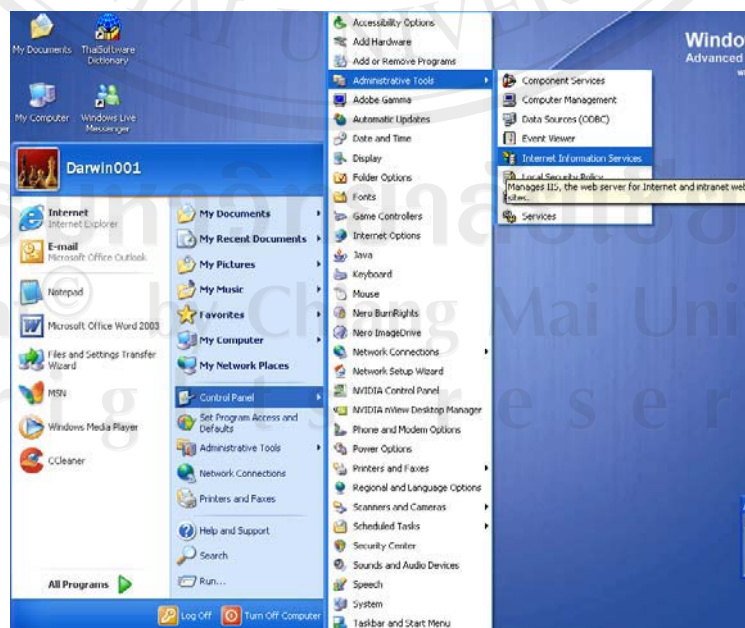 My Documents
ThaiSoftware
Dictionary
My Computer
Windows Live
Messenger
Darwin001
Internet
Internet Explorer
E-mail
Microsoft Office Outlook
Notepad
Microsoft Office Word 2003
Files and Settings Transfer
Wizard
MSN
Windows Media Player
CCleaner
All Programs
My Documents
My Recent Documents
My Pictures
My Music
Favorites
My Computer
My Network Places
Control Panel
Set Program Access and
Defaults
Administrative Tools
Network Connections
Printers and Faxes
Help and Support
Search
Run...
Log Off
Turn Off Computer
Accessibility Options
Add Hardware
Add or Remove Programs
Administrative Tools
Adobe Gamma
Automatic Updates
Date and Time
Display
Folder Options
Fonts
Game Controllers
Internet Options
Java
Keyboard
Mouse
Nero BurnRights
Nero ImageDrive
Network Connections
Network Setup Wizard
NVIDIA Control Panel
NVIDIA nView Desktop Manager
Phone and Modem Options
Power Options
Printers and Faxes
Regional and Language Options
Scanners and Cameras
Scheduled Tasks
Security Center
Sounds and Audio Devices
Speech
System
Taskbar and Start Menu
Component Services
Computer Management
Data Sources (ODBC)
Event Viewer
Internet Information Services
Local Security Policy
Manages IIS, the web server for Internet and intranet web
sites.
Services
Windo
Advanced
by Chiang Mai Uni
r i g h t s r e s e r